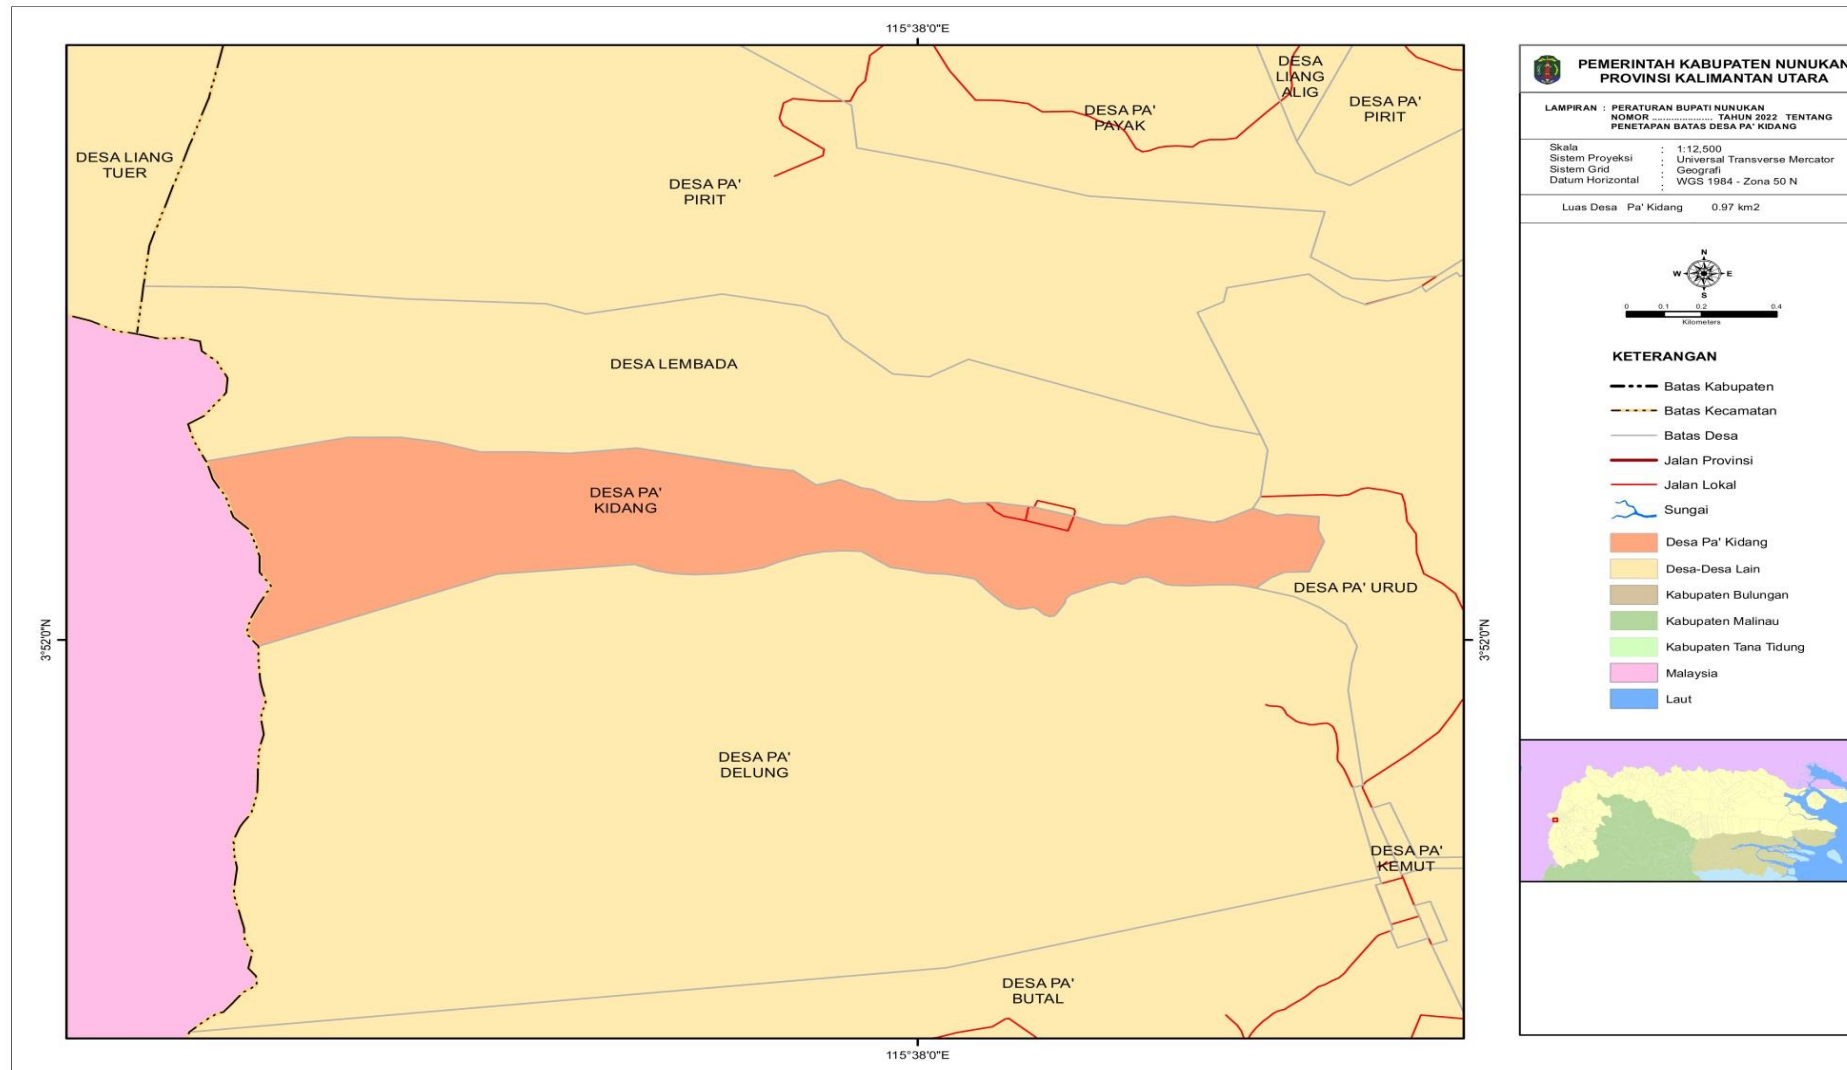 115°38'0"E
DESA LIANG
TUER
DESA PA'
PIRIT
DESA PA'
PAYAK
DESA
LIANG
ALIG
DESA PA'
PIRIT
DESA LEMBADA
DESA PA'
KIDANG
DESA PA' URUD
3°52'0"N
3°52'0"N
DESA PA'
DELUNG
DESA PA'
KEMUT
DESA PA'
BUTAL
115°38'0"E
PEMERINTAH KABUPATEN NUNUKAN
PROVINSI KALIMANTAN UTARA
LAMPIRAN : PERATURAN BUPATI NUNUKAN
NOMOR ..................... TAHUN 2022 TENTANG
PENETAPAN BATAS DESA PA' KIDANG
Skala : 1:12,500
Sistem Proyeksi : Universal Transverse Mercator
Sistem Grid : Geografi
Datum Horizontal : WGS 1984 - Zona 50 N
Luas Desa Pa' Kidang 0.97 km2
N
W E
S
0 0.1 0.2 0.4
Kilometers
KETERANGAN
Batas Kabupaten
Batas Kecamatan
Batas Desa
Jalan Provinsi
Jalan Lokal
Sungai
Desa Pa' Kidang
Desa-Desa Lain
Kabupaten Bulungan
Kabupaten Malinau
Kabupaten Tana Tidung
Malaysia
Laut